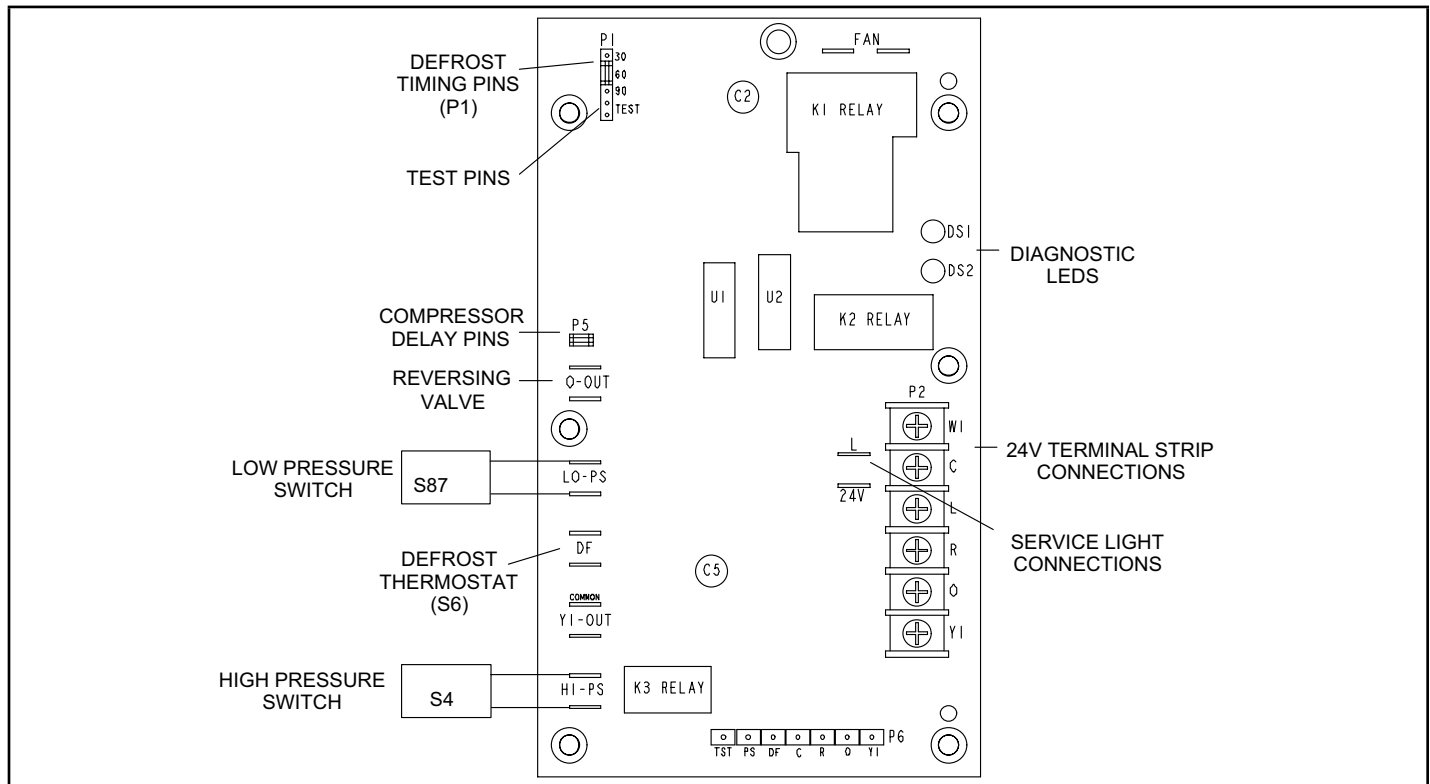 P1
FAN
DEFROST
TIMING PINS
(P1)
30
60
90
TEST
C2
K1 RELAY
TEST PINS
DS1
DS2
DIAGNOSTIC
LEDS
U1
U2
K2 RELAY
COMPRESSOR
DELAY PINS
P5
REVERSING
VALVE
O-OUT
P2
W1
C
L
R
O
Y1
24V TERMINAL STRIP
CONNECTIONS
L
24V
SERVICE LIGHT
CONNECTIONS
LOW PRESSURE
SWITCH
S87
LO-PS
DEFROST
THERMOSTAT
(S6)
DF
C5
COMMON
Y1-OUT
HIGH PRESSURE
SWITCH
S4
HI-PS
K3 RELAY
P6
TST PS DF C R O Y1